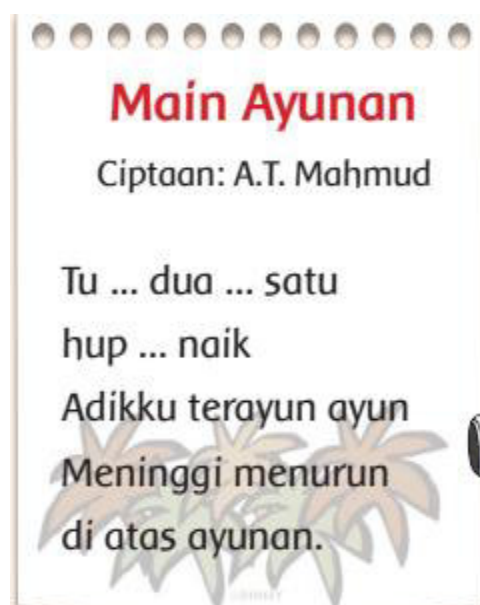 Main Ayunan
Ciptaan: A.T. Mahmud
Tu ... dua ... satu
hup ... naik
Adikku terayun ayun
Meninggi menurun
di atas ayunan.